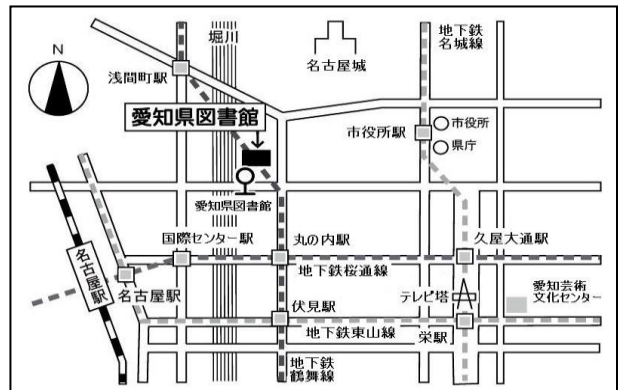 堀川
地下鉄
名城線
N
名古屋城
浅間町駅
愛知県図書館
市役所
市役所駅
県庁
愛知県図書館
国際センター駅
丸の内駅
久屋大通駅
地下鉄桜通線
名古屋駅
名古屋駅
テレビ塔
愛知芸術
文化センター
伏見駅
地下鉄東山線
栄駅
地下鉄
鶴舞線